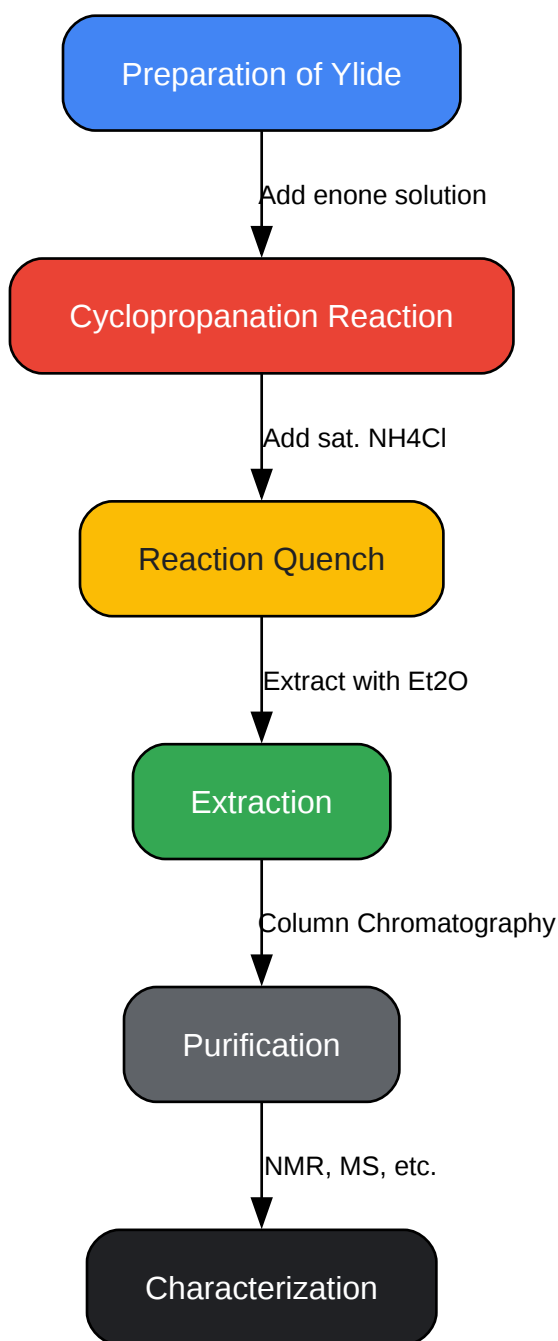 Preparation of Ylide
Add enone solution
Cyclopropanation Reaction
Add sat. NH4Cl
Reaction Quench
Extract with Et2O
Extraction
Column Chromatography
Purification
NMR, MS, etc.
Characterization